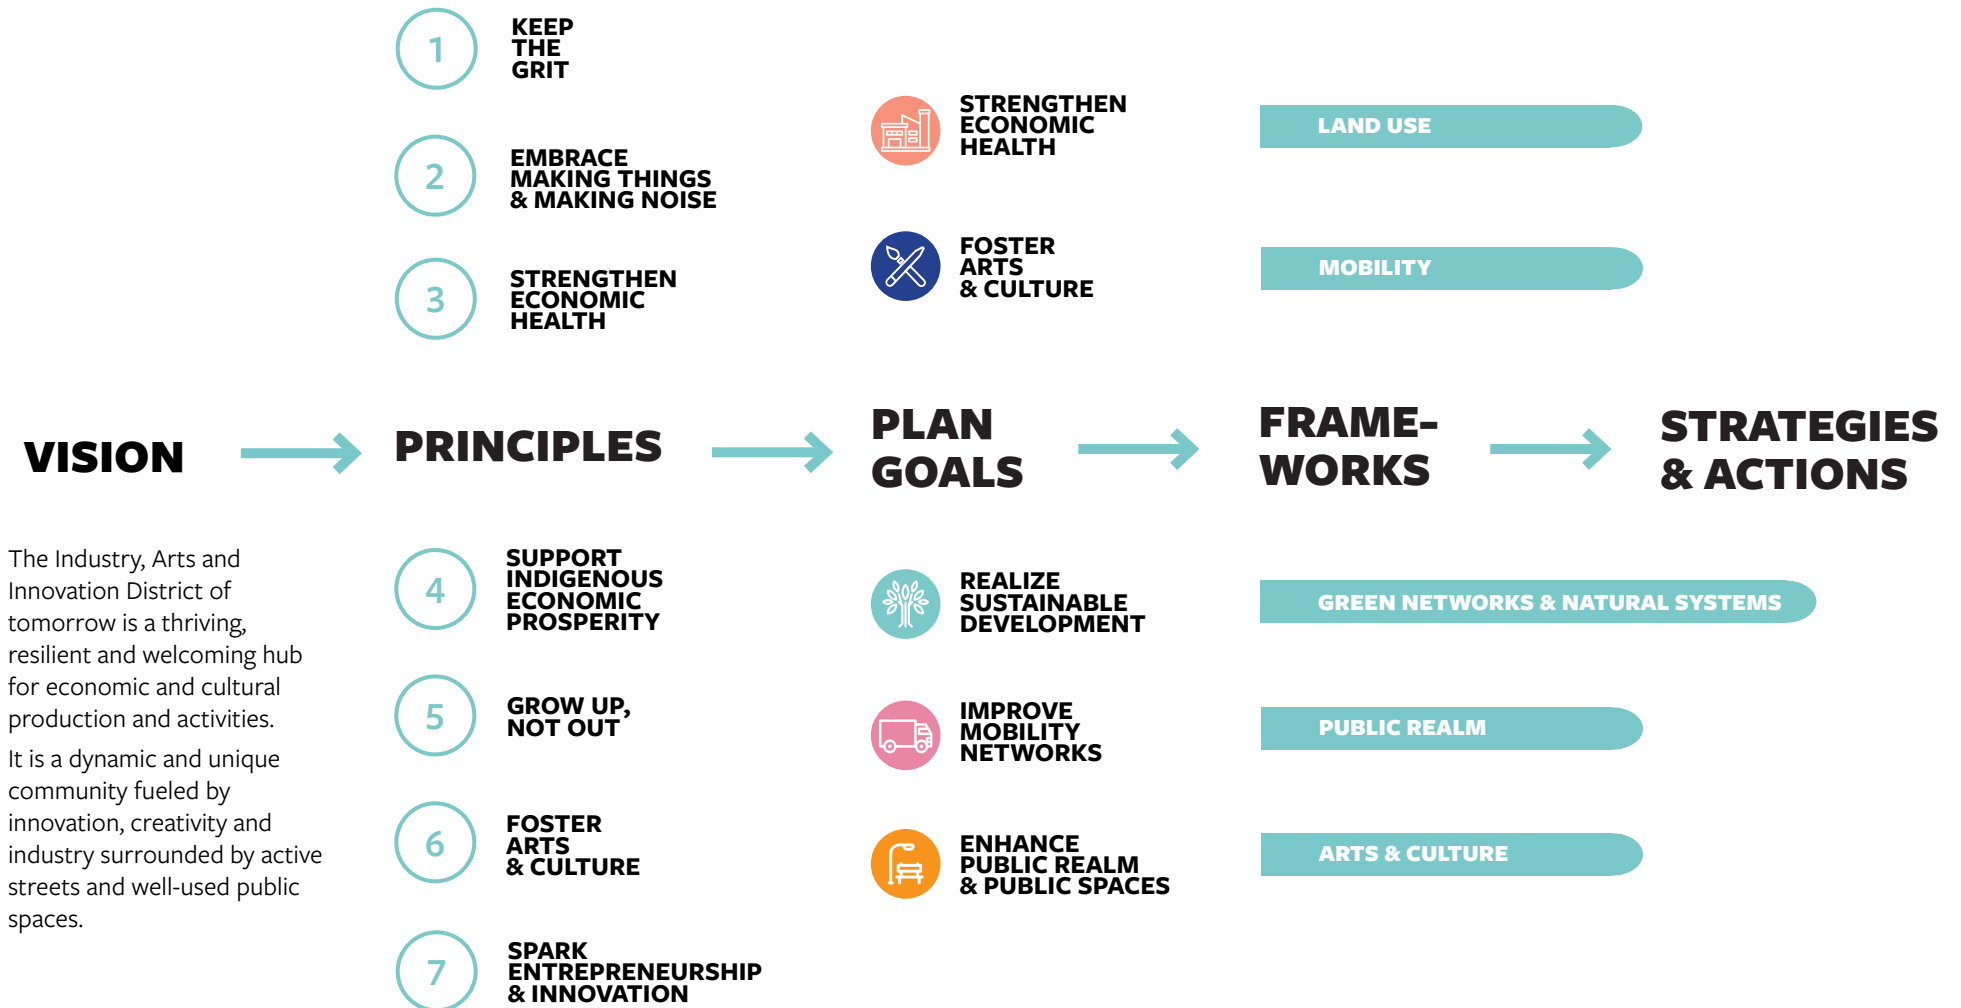 VISION
The Industry, Arts and
Innovation District of
tomorrow is a thriving,
resilient and welcoming hub
for economic and cultural
production and activities.
It is a dynamic and unique
community fueled by
innovation, creativity and
industry surrounded by active
streets and well-used public
spaces.
1
KEEP
THE
GRIT
2
EMBRACE
MAKING THINGS
& MAKING NOISE
3
STRENGTHEN
ECONOMIC
HEALTH
PRINCIPLES
4
SUPPORT
INDIGENOUS
ECONOMIC
PROSPERITY
5
GROW UP,
NOT OUT
6
FOSTER
ARTS
& CULTURE
7
SPARK
ENTREPRENEURSHIP
& INNOVATION
STRENGTHEN
ECONOMIC
HEALTH
FOSTER
ARTS
& CULTURE
PLAN
GOALS
REALIZE
SUSTAINABLE
DEVELOPMENT
IMPROVE
MOBILITY
NETWORKS
ENHANCE
PUBLIC REALM
& PUBLIC SPACES
LAND USE
MOBILITY
FRAME-
WORKS
GREEN NETWORKS & NATURAL SYSTEMS
PUBLIC REALM
ARTS & CULTURE
STRATEGIES
& ACTIONS